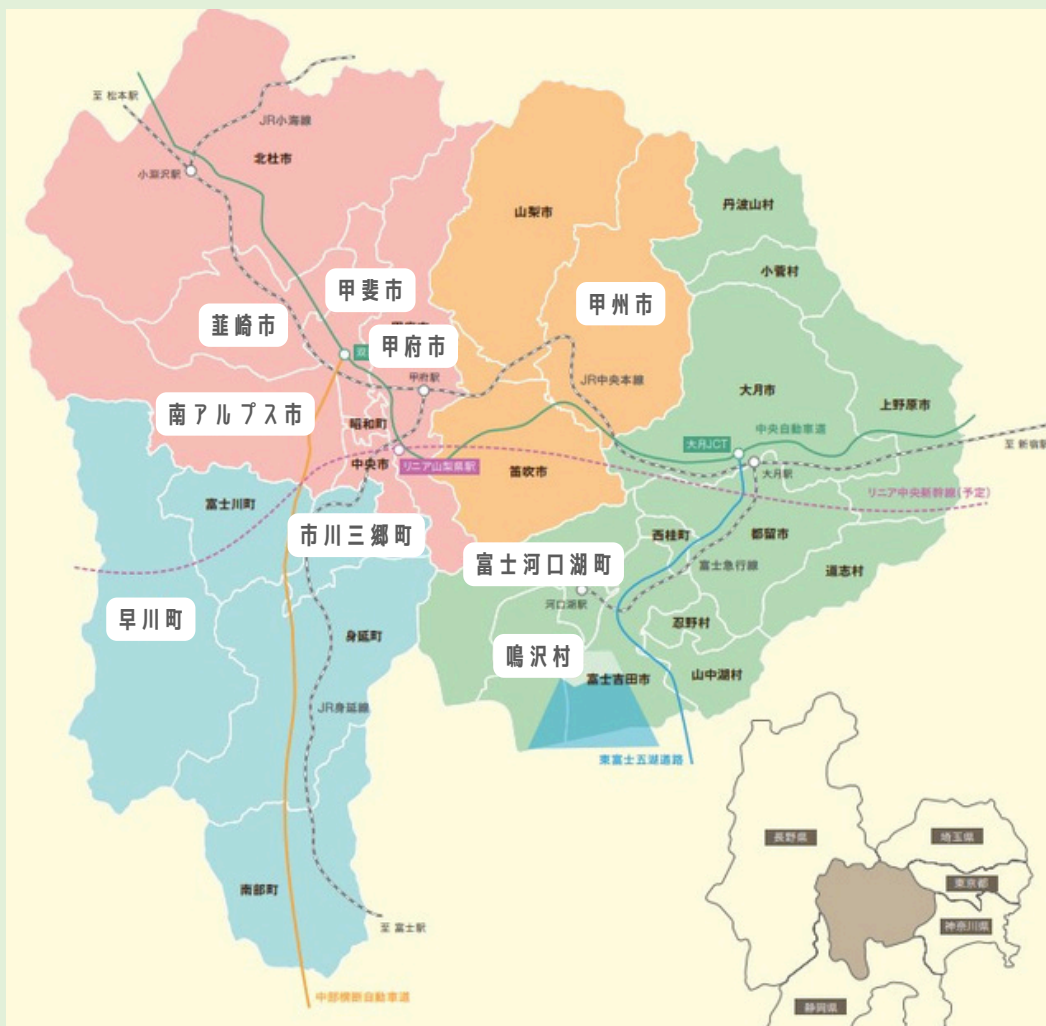 至 松本駅
JR小海線
北杜市
小淵沢駅
山梨市
丹波山村
小菅村
甲斐市
甲州市
韮崎市
甲府市
甲府駅
JR中央本線
大月市
上野原市
南アルプス市
昭和町
中央自動車道
大月JCT
至 新宿駅
中央市
リニア山梨県駅
笛吹市
大月駅
リニア中央新幹線(予定)
富士川町
市川三郷町
西桂町
都留市
富士河口湖町
富士急行線
道志村
河口湖駅
早川町
身延町
忍野村
鳴沢村
富士吉田市
山中湖村
JR身延線
東富士五湖道路
長野県
埼玉県
東京都
南部町
至 富士駅
神奈川県
中部横断自動車道
静岡県